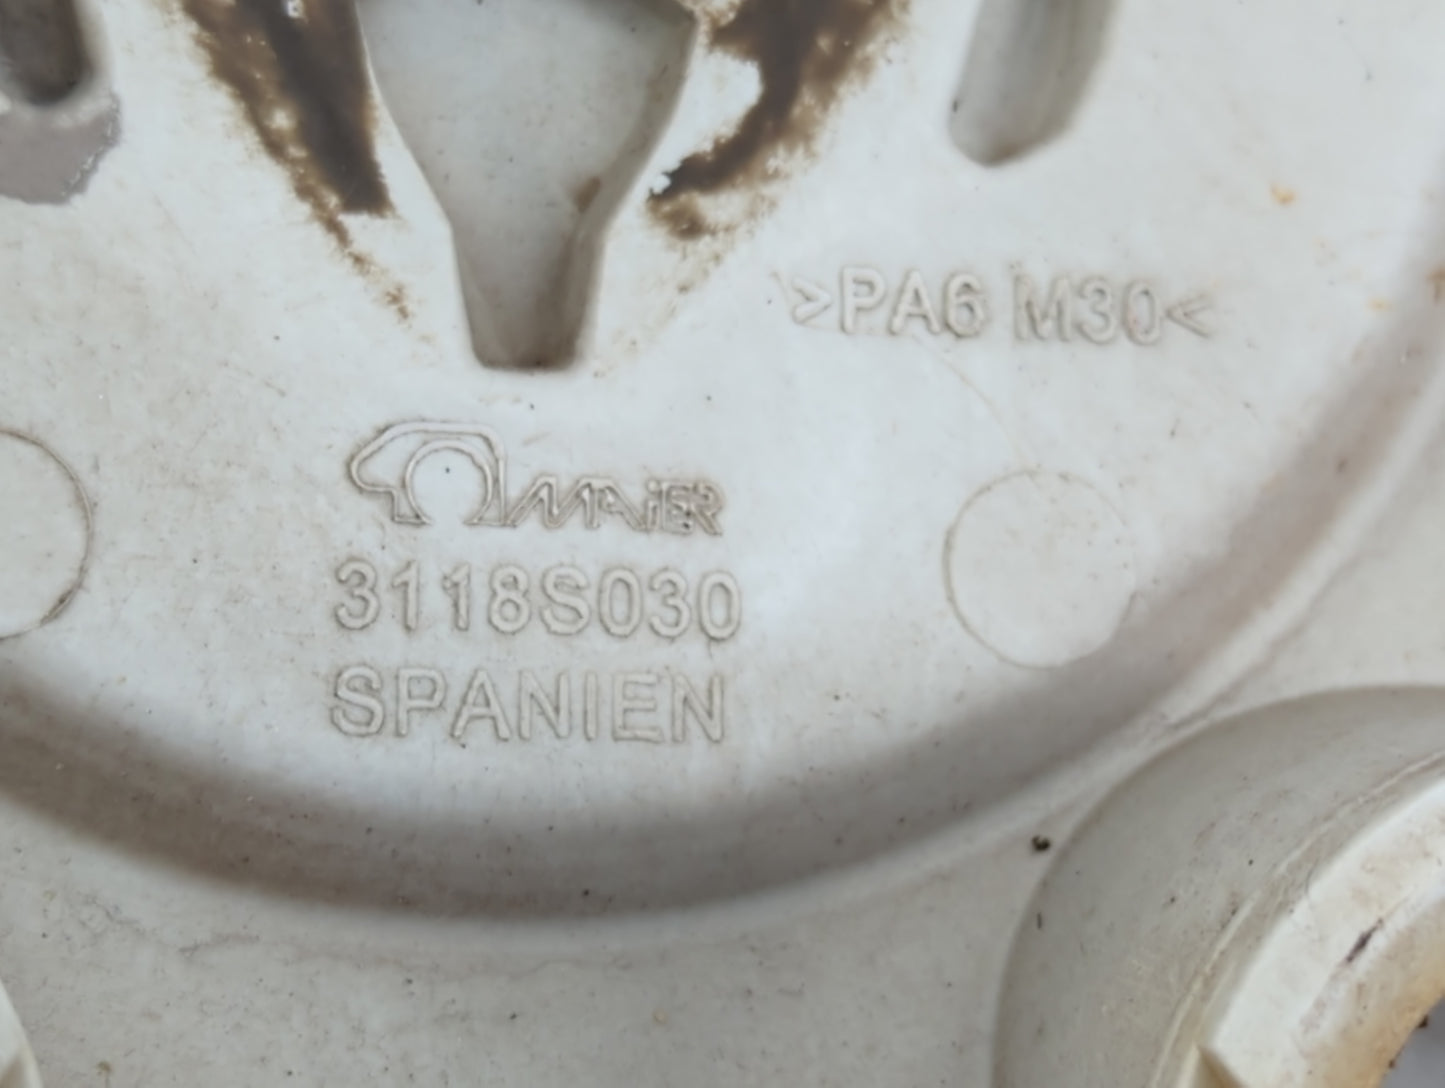 >PA6 M30<
MAiER
3118S030
SPANIEN